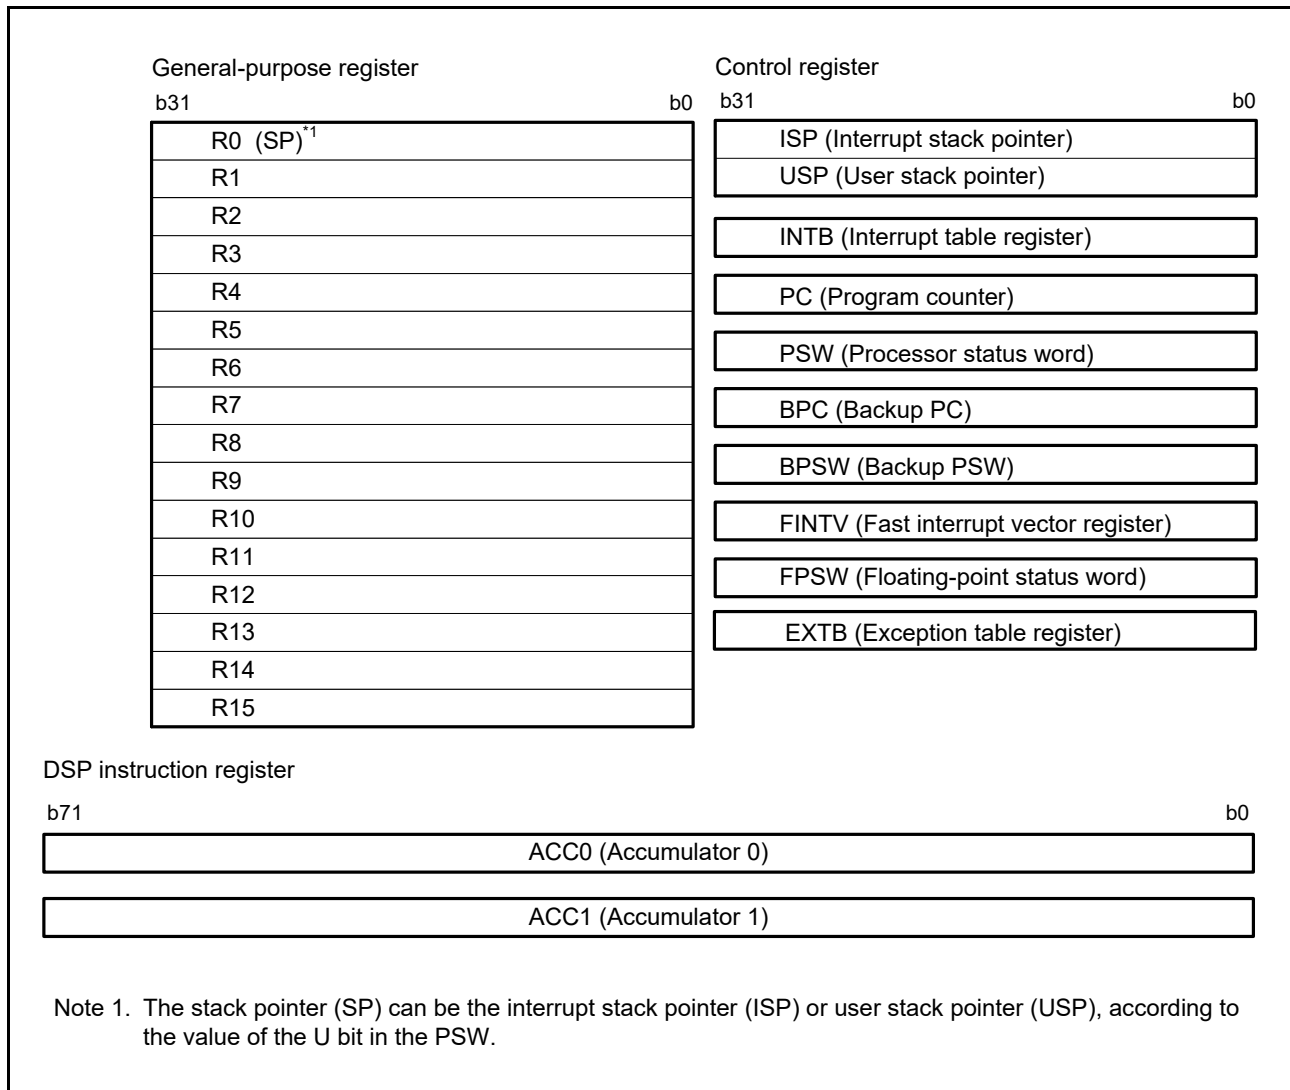 General-purpose register
b31 b0
R0 (SP)*1
R1
R2
R3
R4
R5
R6
R7
R8
R9
R10
R11
R12
R13
R14
R15
Control register
b31 b0
ISP (Interrupt stack pointer)
USP (User stack pointer)
INTB (Interrupt table register)
PC (Program counter)
PSW (Processor status word)
BPC (Backup PC)
BPSW (Backup PSW)
FINTV (Fast interrupt vector register)
FPSW (Floating-point status word)
EXTB (Exception table register)
DSP instruction register
b71 b0
ACC0 (Accumulator 0)
ACC1 (Accumulator 1)
Note 1. The stack pointer (SP) can be the interrupt stack pointer (ISP) or user stack pointer (USP), according to
the value of the U bit in the PSW.